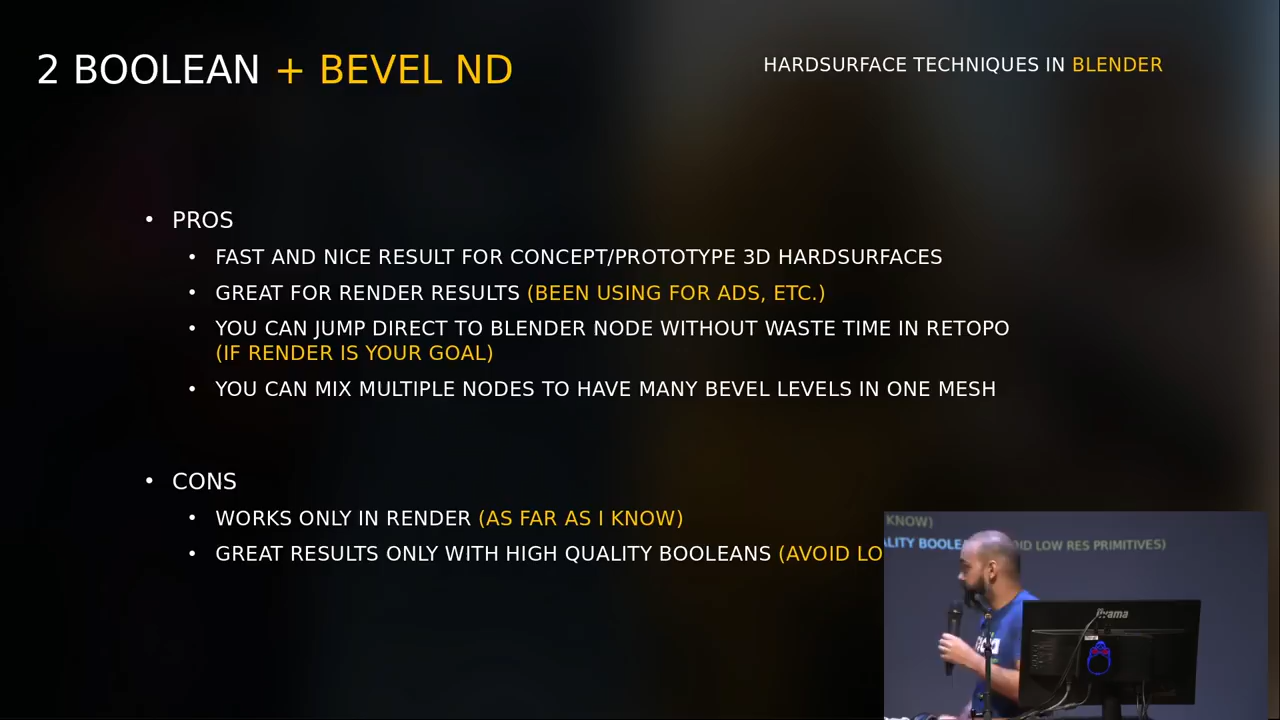 2 BOOLEAN + BEVEL ND
HARDSURFACE TECHNIQUES IN BLENDER
• PROS
• FAST AND NICE RESULT FOR CONCEPT/PROTOTYPE 3D HARDSURFACES
• GREAT FOR RENDER RESULTS (BEEN USING FOR ADS, ETC.)
• YOU CAN JUMP DIRECT TO BLENDER NODE WITHOUT WASTE TIME IN RETOPO
(IF RENDER IS YOUR GOAL)
• YOU CAN MIX MULTIPLE NODES TO HAVE MANY BEVEL LEVELS IN ONE MESH
• CONS
• WORKS ONLY IN RENDER (AS FAR AS I KNOW)
• GREAT RESULTS ONLY WITH HIGH QUALITY BOOLEANS (AVOID LO
KNOW)
ALITY BOOLEA OID LOW RES PRIMITIVES)
iiyama